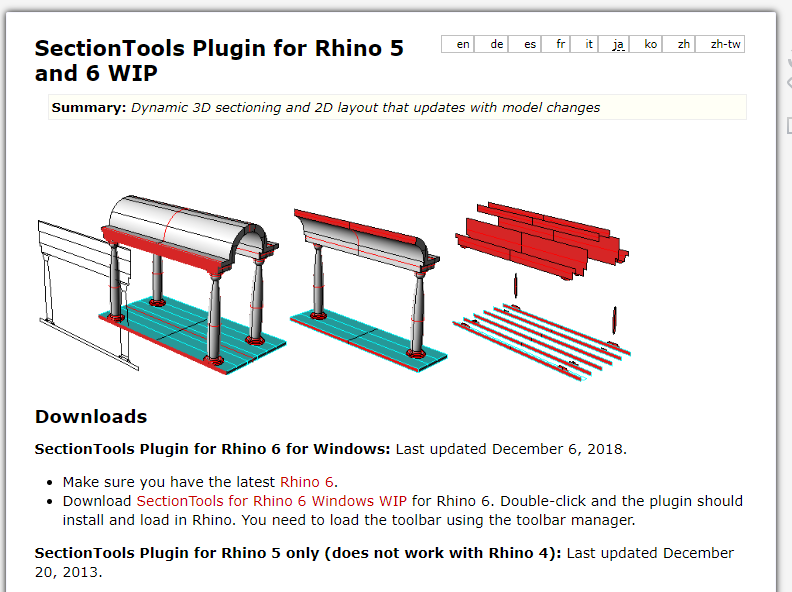 SectionTools Plugin for Rhino 5
and 6 WIP
en de es fr it ja ko zh zh-tw
Summary: Dynamic 3D sectioning and 2D layout that updates with model changes
Downloads
SectionTools Plugin for Rhino 6 for Windows: Last updated December 6, 2018.
• Make sure you have the latest Rhino 6.
• Download SectionTools for Rhino 6 Windows WIP for Rhino 6. Double-click and the plugin should
install and load in Rhino. You need to load the toolbar using the toolbar manager.
SectionTools Plugin for Rhino 5 only (does not work with Rhino 4): Last updated December
20, 2013.